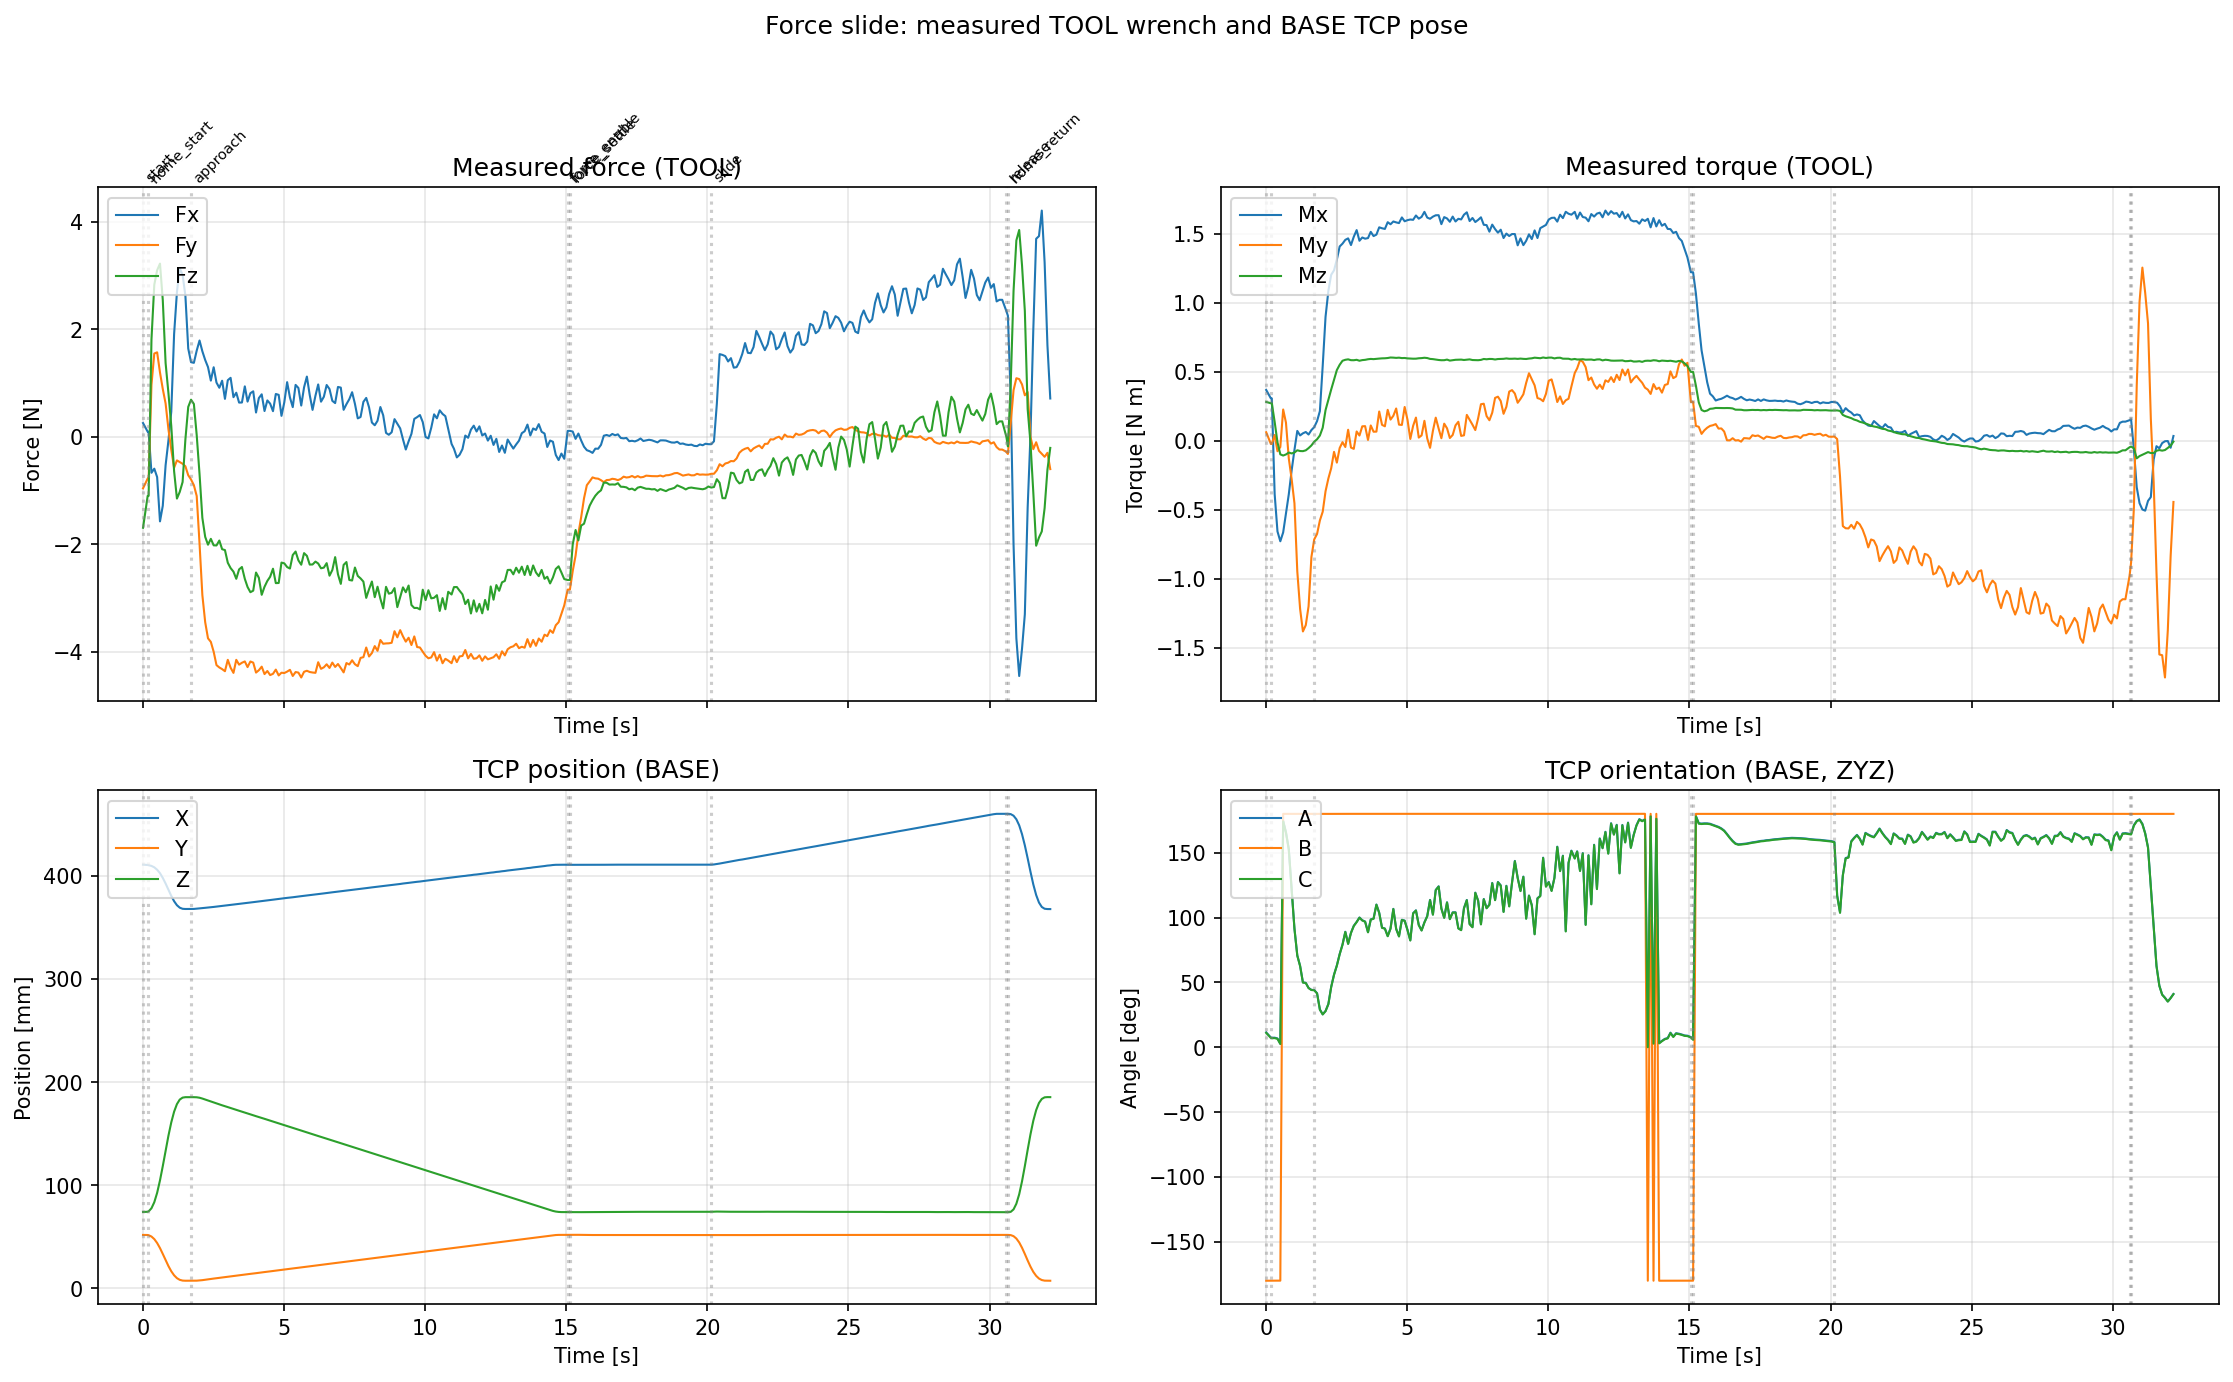 Force slide: measured TOOL wrench and BASE TCP pose
start
home_start
approach
slide
home_return
Measured force (TOOL)
Fx
Fy
Fz
4
2
0
−2
−4
Force [N]
Time [s]
Measured torque (TOOL)
Mx
My
Mz
1.5
1.0
0.5
0.0
−0.5
−1.0
−1.5
Torque [N m]
Time [s]
TCP position (BASE)
X
Y
Z
400
300
200
100
0
Position [mm]
0 5 10 15 20 25 30
Time [s]
TCP orientation (BASE, ZYZ)
A
B
C
150
100
50
0
−50
−100
−150
Angle [deg]
0 5 10 15 20 25 30
Time [s]